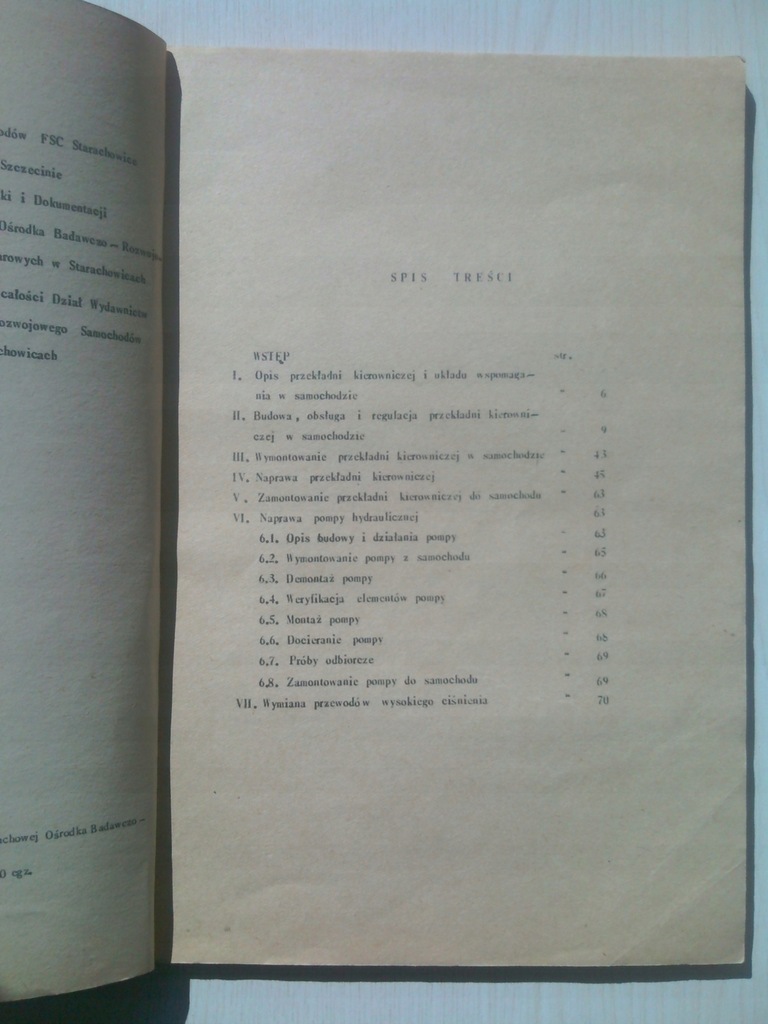 odów FSC Starachowice
Szczecinie
ki i Dokumentacji
Ośrodka Badawczo — Rozwojo-
arowych w Starachowicach
całości Dział Wydawnictw
ozwojowego Samochodów
chowicach
achowej Ośrodka Badawczo —
0 egz.
SPIS TREŚCI
WSTĘP str.
I. Opis przekładni kierowniczej i układu wspomaga—
nia w samochodzie " 6
II. Budowa, obsługa i regulacja przekładni kierowni—
czej w samochodzie " 9
III. Wymontowanie przekładni kierowniczej w samochodzie " 43
IV. Naprawa przekładni kierowniczej " 45
V. Zamontowanie przekładni kierowniczej do samochodu " 63
VI. Naprawa pompy hydraulicznej 63
6.1. Opis budowy i działania pompy " 63
6.2. Wymontowanie pompy z samochodu " 65
6.3. Demontaż pompy " 66
6.4. Weryfikacja elementów pompy " 67
6.5. Montaż pompy " 68
6.6. Docieranie pompy " 68
6.7. Próby odbiorcze " 69
6.8. Zamontowanie pompy do samochodu " 69
VII. Wymiana przewodów wysokiego ciśnienia " 70